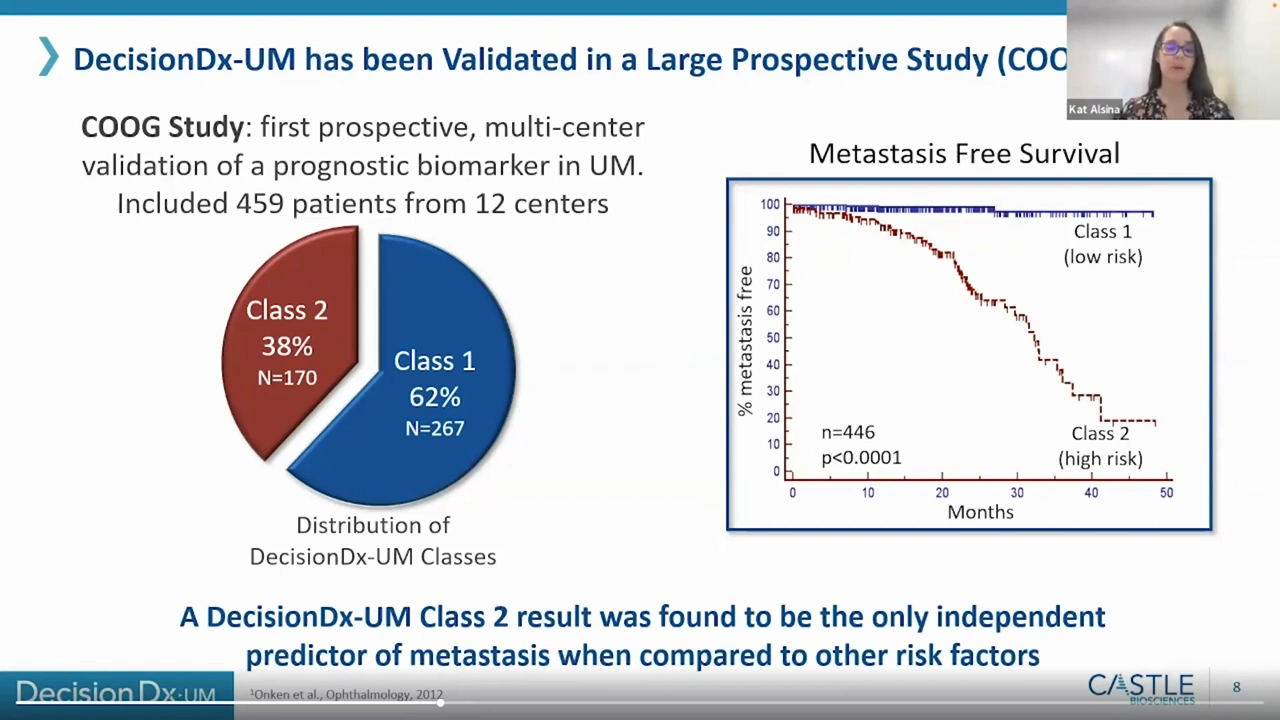 DecisionDx-UM has been Validated in a Large Prospective Study (COO
Kat Alsina
COOG Study: first prospective, multi-center
validation of a prognostic biomarker in UM.
Included 459 patients from 12 centers
Class 2
38%
N=170
Class 1
62%
N=267
Distribution of
DecisionDx-UM Classes
Metastasis Free Survival
% metastasis free
100
90
80
70
60
50
40
30
20
10
0
Class 1
(low risk)
n=446
p<0.0001
Class 2
(high risk)
0 10 20 30 40 50
Months
A DecisionDx-UM Class 2 result was found to be the only independent
predictor of metastasis when compared to other risk factors
DecisionDx-UM
¹Onken et al., Ophthalmology, 2012
CASTLE
BIOSCIENCES
8